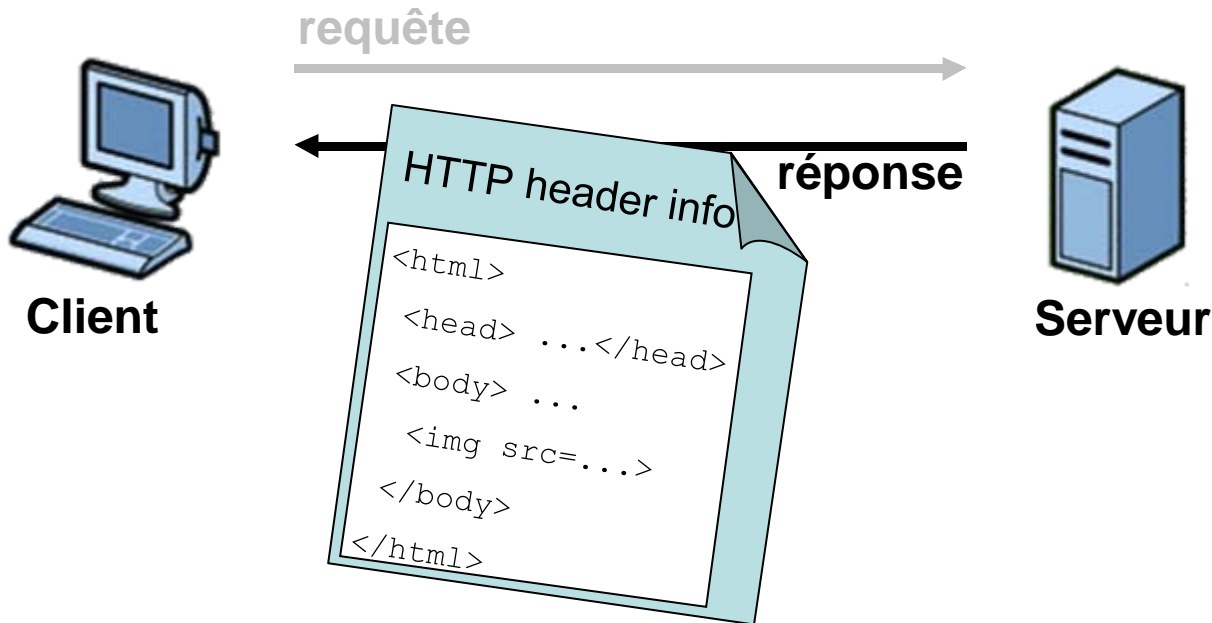 requête
réponse
HTTP header info
<html>
<head> ...</head>
<body> ...
<img src=...>
</body>
</html>
Client
Serveur